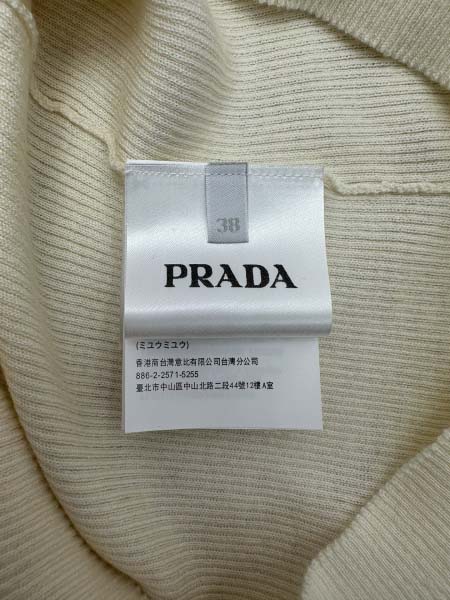 38
PRADA
(ミユウミユウ)
香港商台灣意比有限公司台灣分公司
886-2-2571-5255
臺北市中山區中山北路二段44號12樓A室